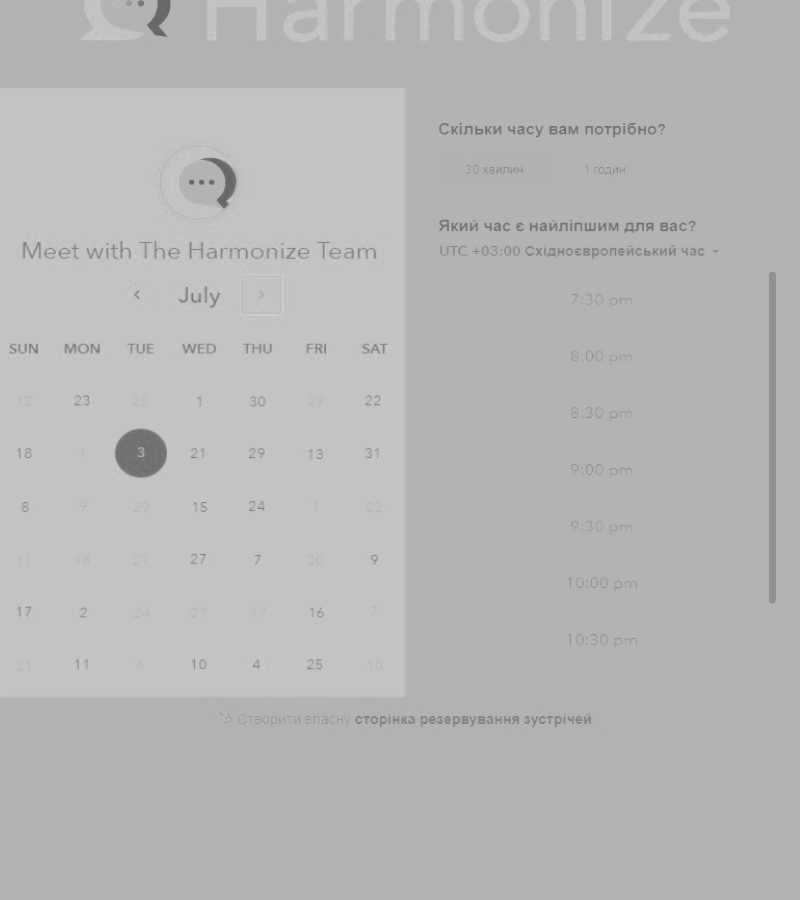 Harmonize
Meet with The Harmonize Team
July
SUN MON TUE WED THU FRI SAT
12 23 25 1 30 29 22
18 1 3 21 29 13 31
8 9 29 15 24 1 22
11 18 21 27 7 20 9
17 2 24 27 17 16 7
21 11 6 10 4 25 10
Скільки часу вам потрібно?
30 хвилин 1 годин
Який час є найліпшим для вас?
UTC +03:00 Східноєвропейський час
7:30 pm
8:00 pm
8:30 pm
9:00 pm
9:30 pm
10:00 pm
10:30 pm
Створити власну сторінка резервування зустрічей